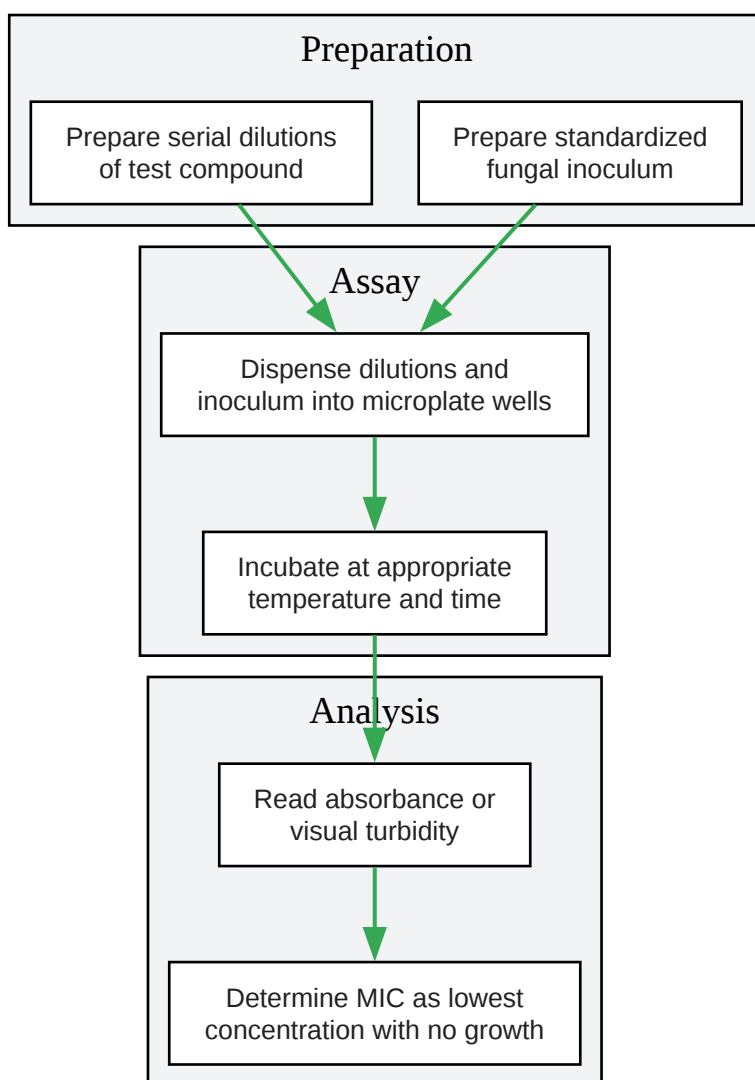 Preparation
Prepare serial dilutions
of test compound
Prepare standardized
fungal inoculum
Assay
Dispense dilutions and
inoculum into microplate wells
Incubate at appropriate
temperature and time
Analysis
Read absorbance or
visual turbidity
Determine MIC as lowest
concentration with no growth